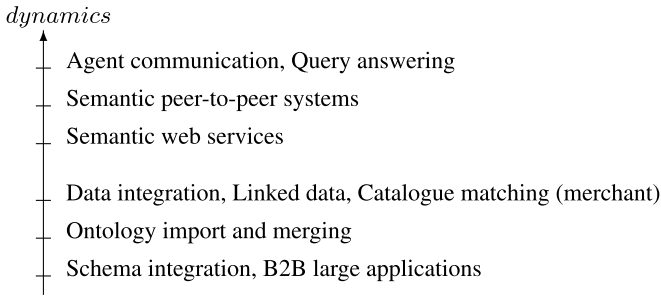 dynamics
Agent communication, Query answering
Semantic peer-to-peer systems
Semantic web services
Data integration, Linked data, Catalogue matching (merchant)
Ontology import and merging
Schema integration, B2B large applications